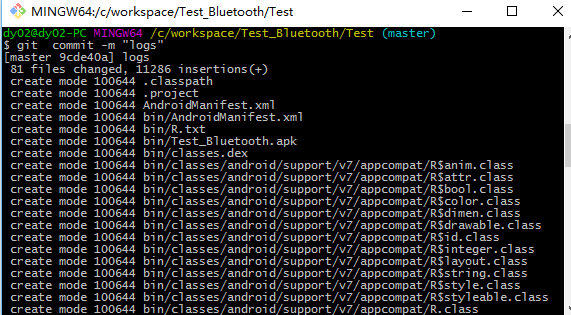 MINGW64:/c/workspace/Test_Bluetooth/Test
dy02@dy02-PC MINGW64 /c/workspace/Test_Bluetooth/Test (master)
$ git  commit -m "logs"
[master 9cde40a] logs
 81 files changed, 11286 insertions(+)
 create mode 100644 .classpath
 create mode 100644 .project
 create mode 100644 AndroidManifest.xml
 create mode 100644 bin/AndroidManifest.xml
 create mode 100644 bin/R.txt
 create mode 100644 bin/Test_Bluetooth.apk
 create mode 100644 bin/classes.dex
 create mode 100644 bin/classes/android/support/v7/appcompat/R$anim.class
 create mode 100644 bin/classes/android/support/v7/appcompat/R$attr.class
 create mode 100644 bin/classes/android/support/v7/appcompat/R$bool.class
 create mode 100644 bin/classes/android/support/v7/appcompat/R$color.class
 create mode 100644 bin/classes/android/support/v7/appcompat/R$dimen.class
 create mode 100644 bin/classes/android/support/v7/appcompat/R$drawable.class
 create mode 100644 bin/classes/android/support/v7/appcompat/R$id.class
 create mode 100644 bin/classes/android/support/v7/appcompat/R$integer.class
 create mode 100644 bin/classes/android/support/v7/appcompat/R$layout.class
 create mode 100644 bin/classes/android/support/v7/appcompat/R$string.class
 create mode 100644 bin/classes/android/support/v7/appcompat/R$style.class
 create mode 100644 bin/classes/android/support/v7/appcompat/R$styleable.class
 create mode 100644 bin/classes/android/support/v7/appcompat/R.class